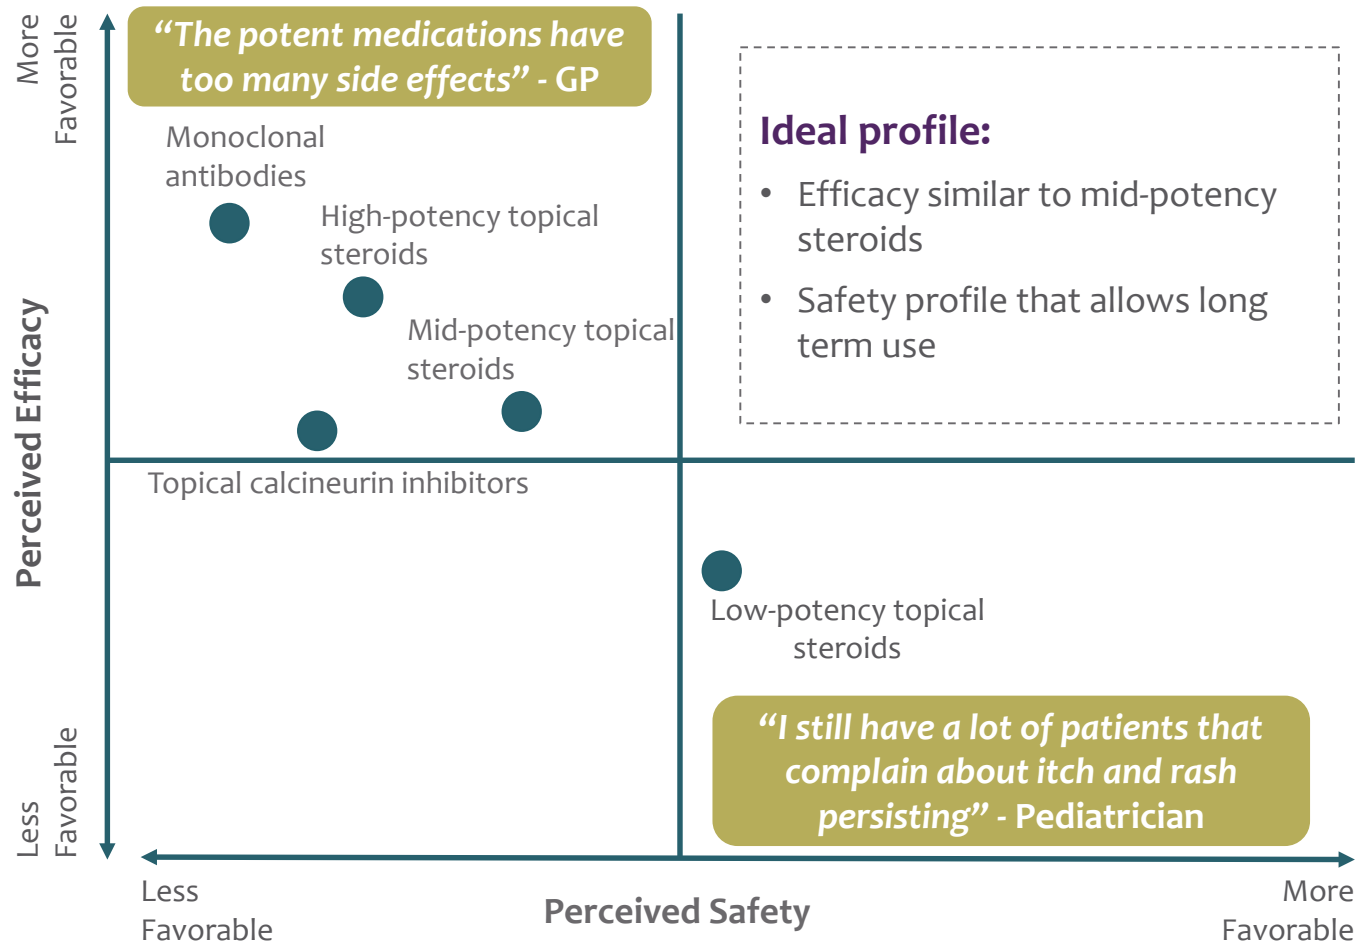 More
Favorable
“The potent medications have
too many side effects” - GP
Monoclonal
antibodies
High-potency topical
steroids
Mid-potency topical
steroids
Topical calcineurin inhibitors
Ideal profile:
• Efficacy similar to mid-potency
steroids
• Safety profile that allows long
term use
Perceived Efficacy
Low-potency topical
steroids
“I still have a lot of patients that
complain about itch and rash
persisting” - Pediatrician
Less
Favorable
Less
Favorable
Perceived Safety
More
Favorable